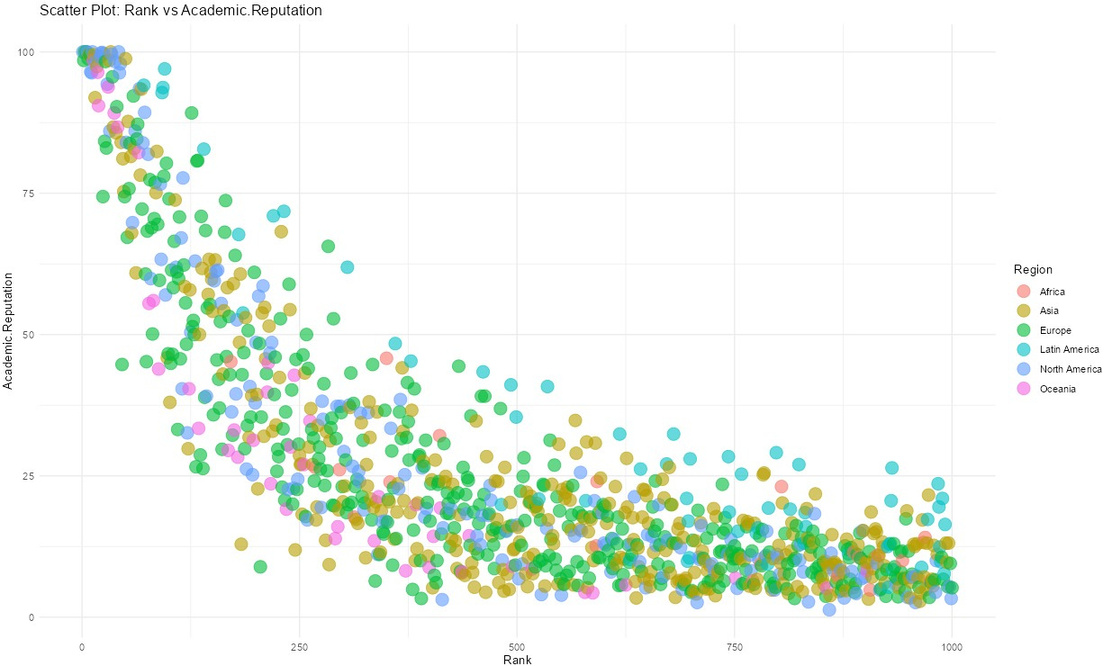 Scatter Plot: Rank vs Academic.Reputation
100
75
50
25
0
Academic.Reputation
0 250 500 750 1000
Rank
Region
Africa
Asia
Europe
Latin America
North America
Oceania